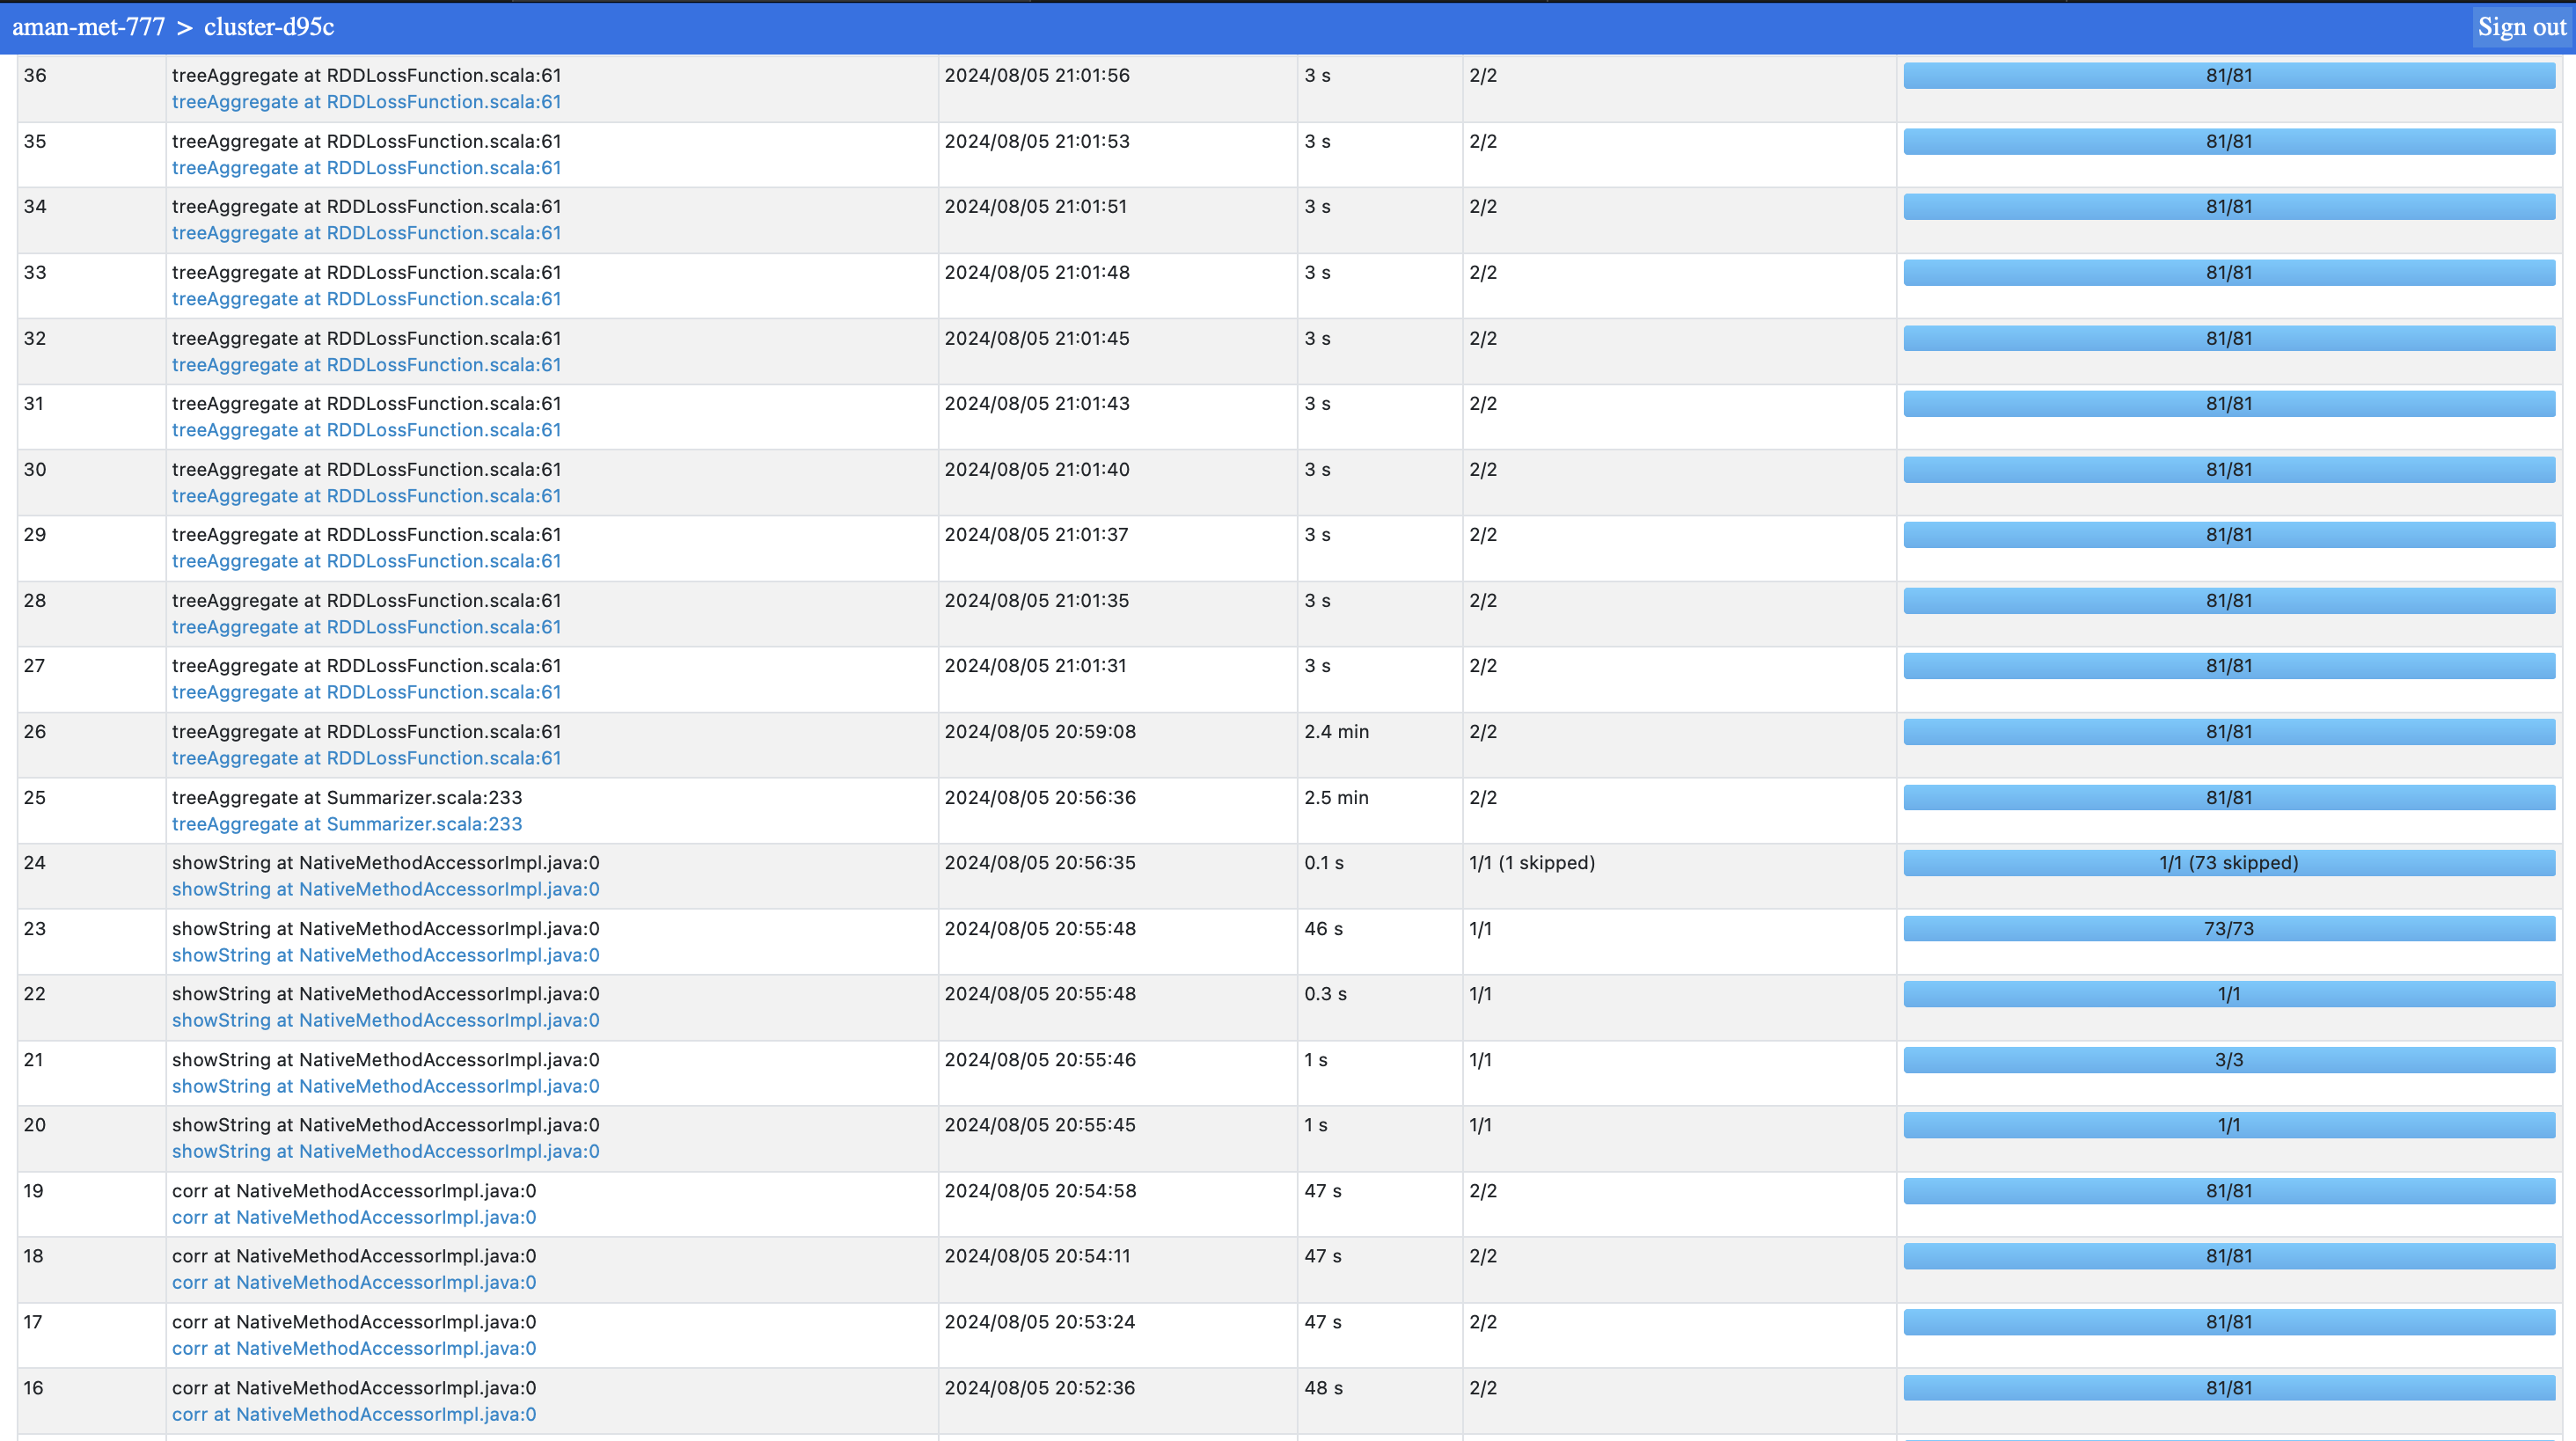 aman-met-777 > cluster-d95c Sign out
36 treeAggregate at RDDLossFunction.scala:61 2024/08/05 21:01:56 3 s 2/2 81/81
treeAggregate at RDDLossFunction.scala:61
35 treeAggregate at RDDLossFunction.scala:61 2024/08/05 21:01:53 3 s 2/2 81/81
treeAggregate at RDDLossFunction.scala:61
34 treeAggregate at RDDLossFunction.scala:61 2024/08/05 21:01:51 3 s 2/2 81/81
treeAggregate at RDDLossFunction.scala:61
33 treeAggregate at RDDLossFunction.scala:61 2024/08/05 21:01:48 3 s 2/2 81/81
treeAggregate at RDDLossFunction.scala:61
32 treeAggregate at RDDLossFunction.scala:61 2024/08/05 21:01:45 3 s 2/2 81/81
treeAggregate at RDDLossFunction.scala:61
31 treeAggregate at RDDLossFunction.scala:61 2024/08/05 21:01:43 3 s 2/2 81/81
treeAggregate at RDDLossFunction.scala:61
30 treeAggregate at RDDLossFunction.scala:61 2024/08/05 21:01:40 3 s 2/2 81/81
treeAggregate at RDDLossFunction.scala:61
29 treeAggregate at RDDLossFunction.scala:61 2024/08/05 21:01:37 3 s 2/2 81/81
treeAggregate at RDDLossFunction.scala:61
28 treeAggregate at RDDLossFunction.scala:61 2024/08/05 21:01:35 3 s 2/2 81/81
treeAggregate at RDDLossFunction.scala:61
27 treeAggregate at RDDLossFunction.scala:61 2024/08/05 21:01:31 3 s 2/2 81/81
treeAggregate at RDDLossFunction.scala:61
26 treeAggregate at RDDLossFunction.scala:61 2024/08/05 20:59:08 2.4 min 2/2 81/81
treeAggregate at RDDLossFunction.scala:61
25 treeAggregate at Summarizer.scala:233 2024/08/05 20:56:36 2.5 min 2/2 81/81
treeAggregate at Summarizer.scala:233
24 showString at NativeMethodAccessorImpl.java:0 2024/08/05 20:56:35 0.1 s 1/1 (1 skipped) 1/1 (73 skipped)
showString at NativeMethodAccessorImpl.java:0
23 showString at NativeMethodAccessorImpl.java:0 2024/08/05 20:55:48 46 s 1/1 73/73
showString at NativeMethodAccessorImpl.java:0
22 showString at NativeMethodAccessorImpl.java:0 2024/08/05 20:55:48 0.3 s 1/1 1/1
showString at NativeMethodAccessorImpl.java:0
21 showString at NativeMethodAccessorImpl.java:0 2024/08/05 20:55:46 1 s 1/1 3/3
showString at NativeMethodAccessorImpl.java:0
20 showString at NativeMethodAccessorImpl.java:0 2024/08/05 20:55:45 1 s 1/1 1/1
showString at NativeMethodAccessorImpl.java:0
19 corr at NativeMethodAccessorImpl.java:0 2024/08/05 20:54:58 47 s 2/2 81/81
corr at NativeMethodAccessorImpl.java:0
18 corr at NativeMethodAccessorImpl.java:0 2024/08/05 20:54:11 47 s 2/2 81/81
corr at NativeMethodAccessorImpl.java:0
17 corr at NativeMethodAccessorImpl.java:0 2024/08/05 20:53:24 47 s 2/2 81/81
corr at NativeMethodAccessorImpl.java:0
16 corr at NativeMethodAccessorImpl.java:0 2024/08/05 20:52:36 48 s 2/2 81/81
corr at NativeMethodAccessorImpl.java:0